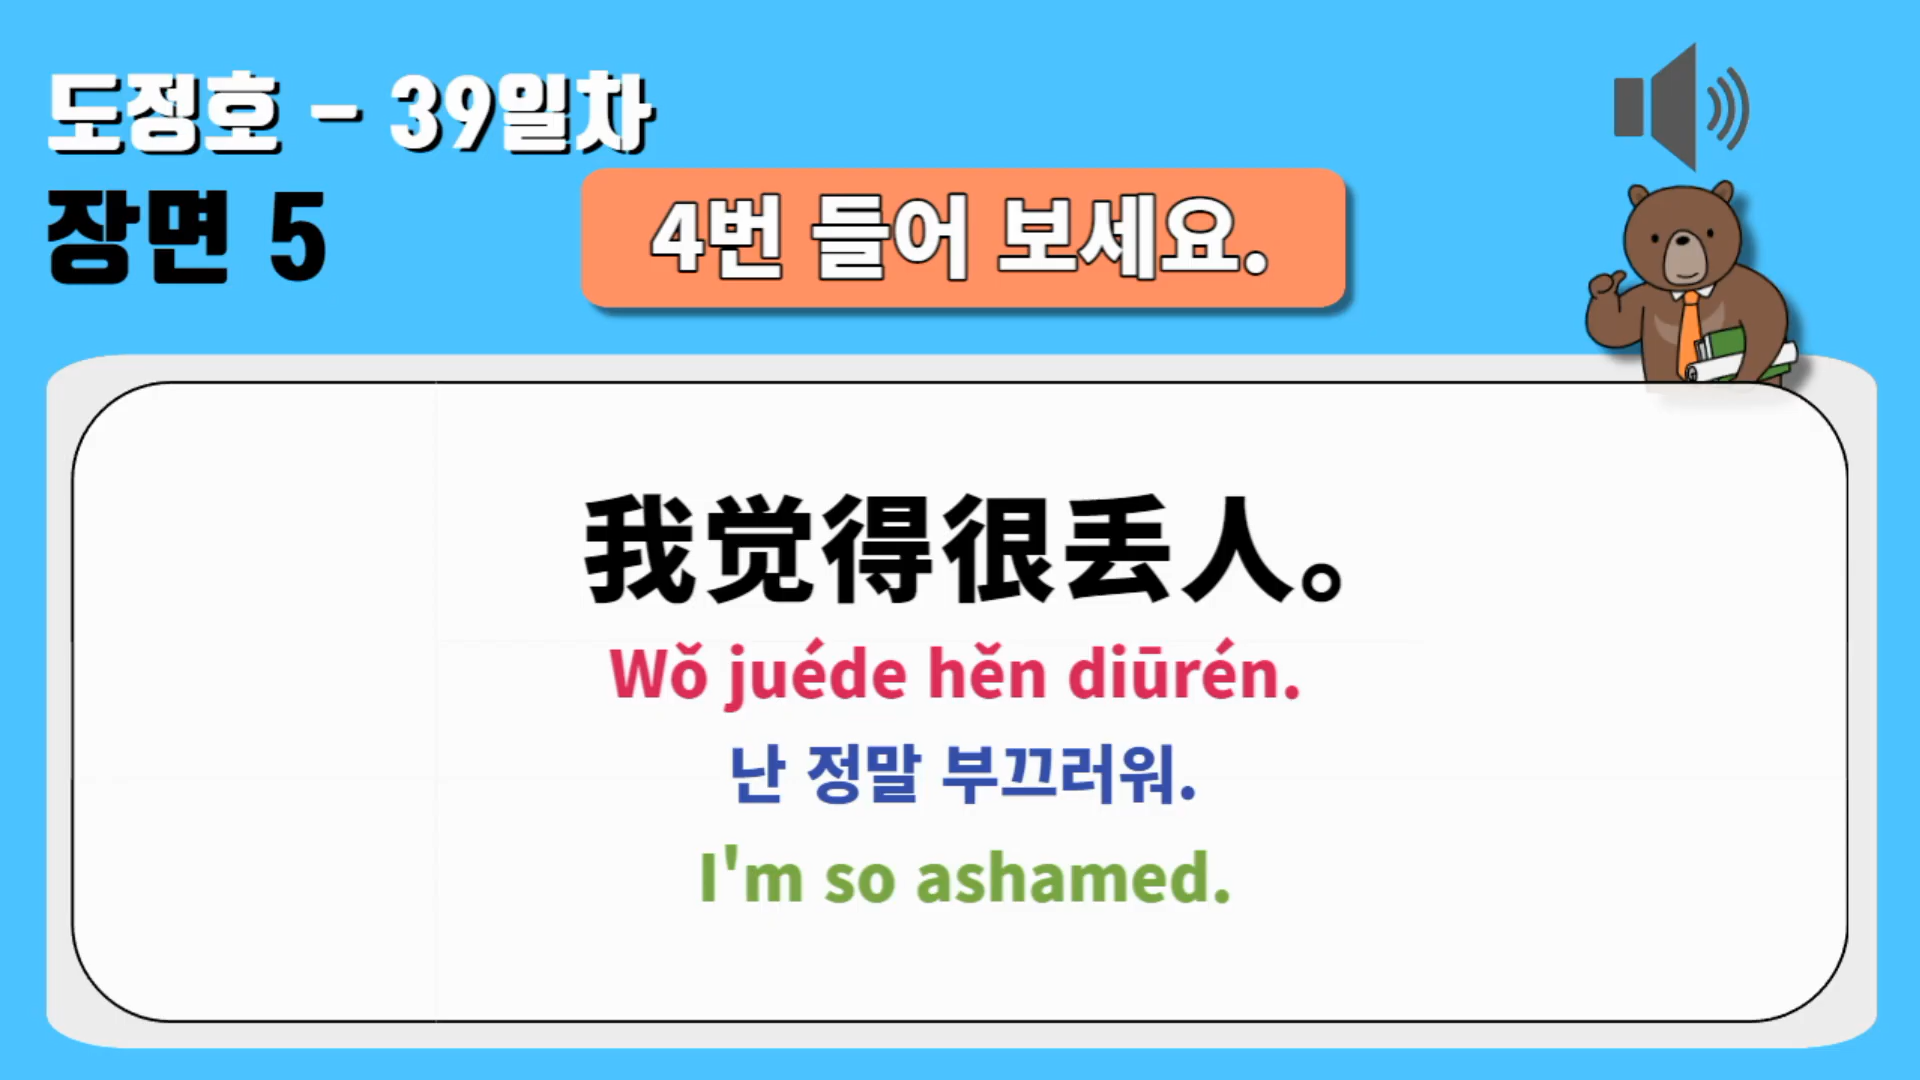 도정호 - 39일차
장면 5
4번 들어 보세요.
我觉得很丢人。
Wǒ juéde hěn diūrén.
난 정말 부끄러워.
I'm so ashamed.